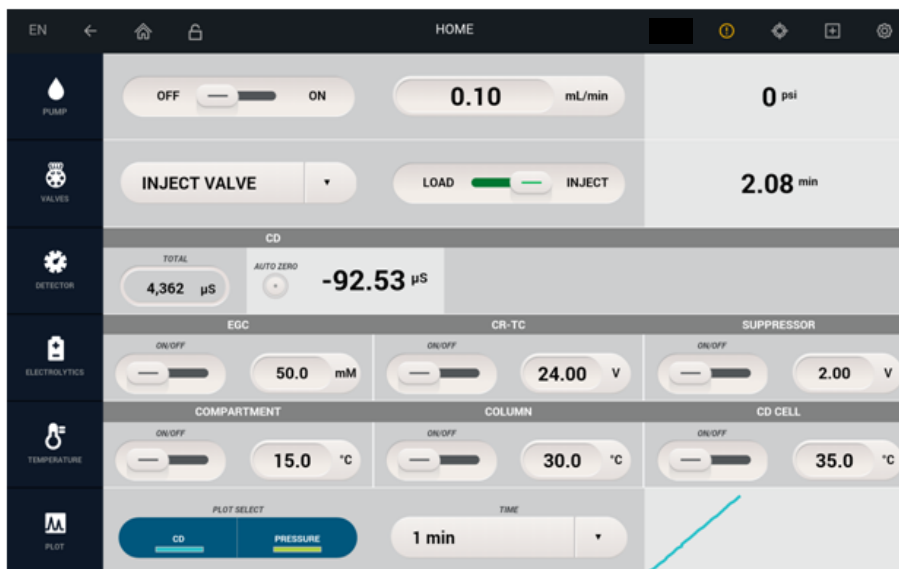 EN HOME
PUMP OFF ON 0.10 mL/min 0 psi
VALVES INJECT VALVE LOAD INJECT 2.08 min
CD
DETECTOR TOTAL 4,362 µS AUTO ZERO -92.53 µS
EGC CR-TC SUPPRESSOR
ON/OFF ON/OFF ON/OFF
ELECTROLYTICS 50.0 mM 24.00 V 2.00 V
COMPARTMENT COLUMN CD CELL
ON/OFF ON/OFF ON/OFF
TEMPERATURE 15.0 °C 30.0 °C 35.0 °C
PLOT SELECT TIME
PLOT CD PRESSURE 1 min